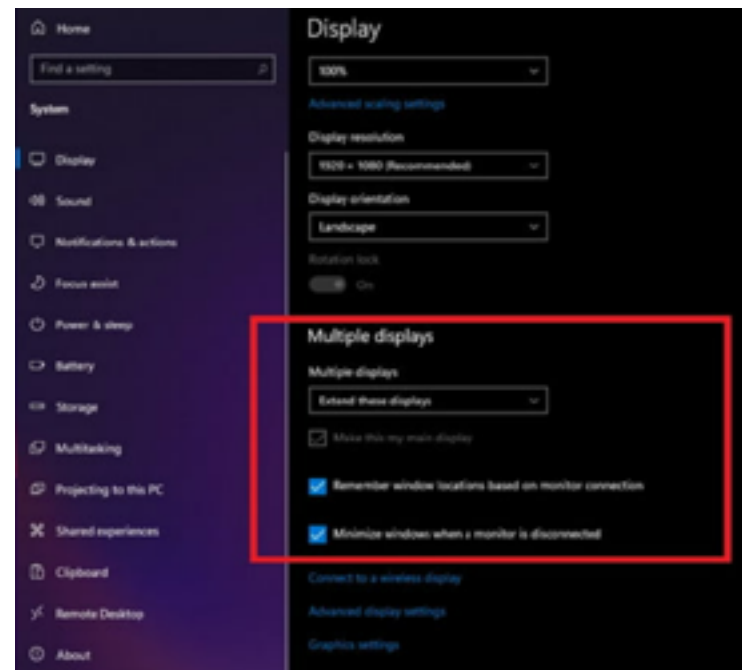 Home
Find a setting
System
Display
Sound
Notifications & actions
Focus assist
Power & sleep
Battery
Storage
Multitasking
Projecting to this PC
Shared experiences
Clipboard
Remote Desktop
About
Display
100%
Advanced scaling settings
Display resolution
1920 × 1080 (Recommended)
Display orientation
Landscape
Rotation lock
On
Multiple displays
Multiple displays
Extend these displays
Make this my main display
Remember window locations based on monitor connection
Minimize windows when a monitor is disconnected
Connect to a wireless display
Advanced display settings
Graphics settings